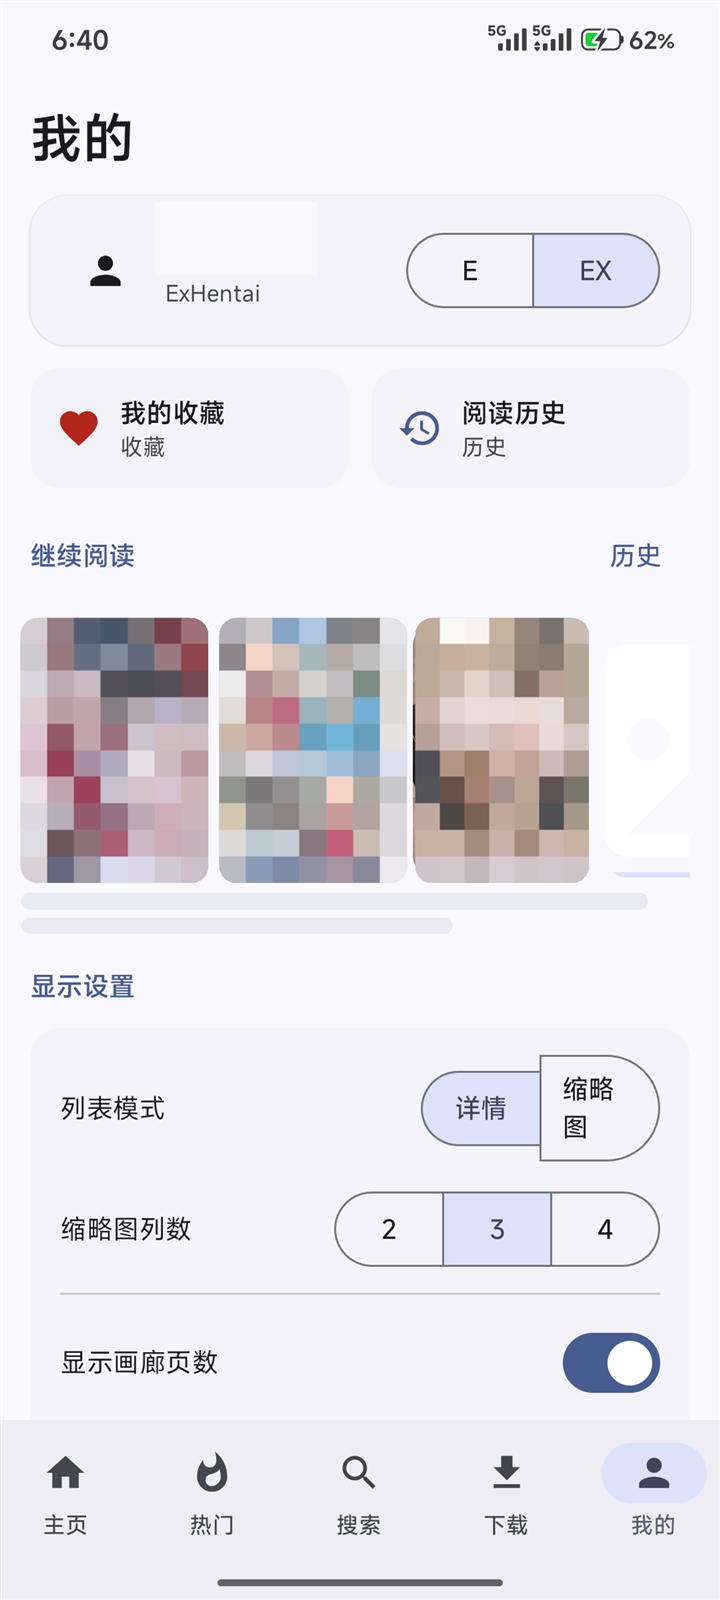 6:40
5G 5G 62%
我的
ExHentai
E
EX
我的收藏
收藏
阅读历史
历史
继续阅读
历史
显示设置
列表模式
详情
缩略
图
缩略图列数
2
3
4
显示画廊页数
主页
热门
搜索
下载
我的